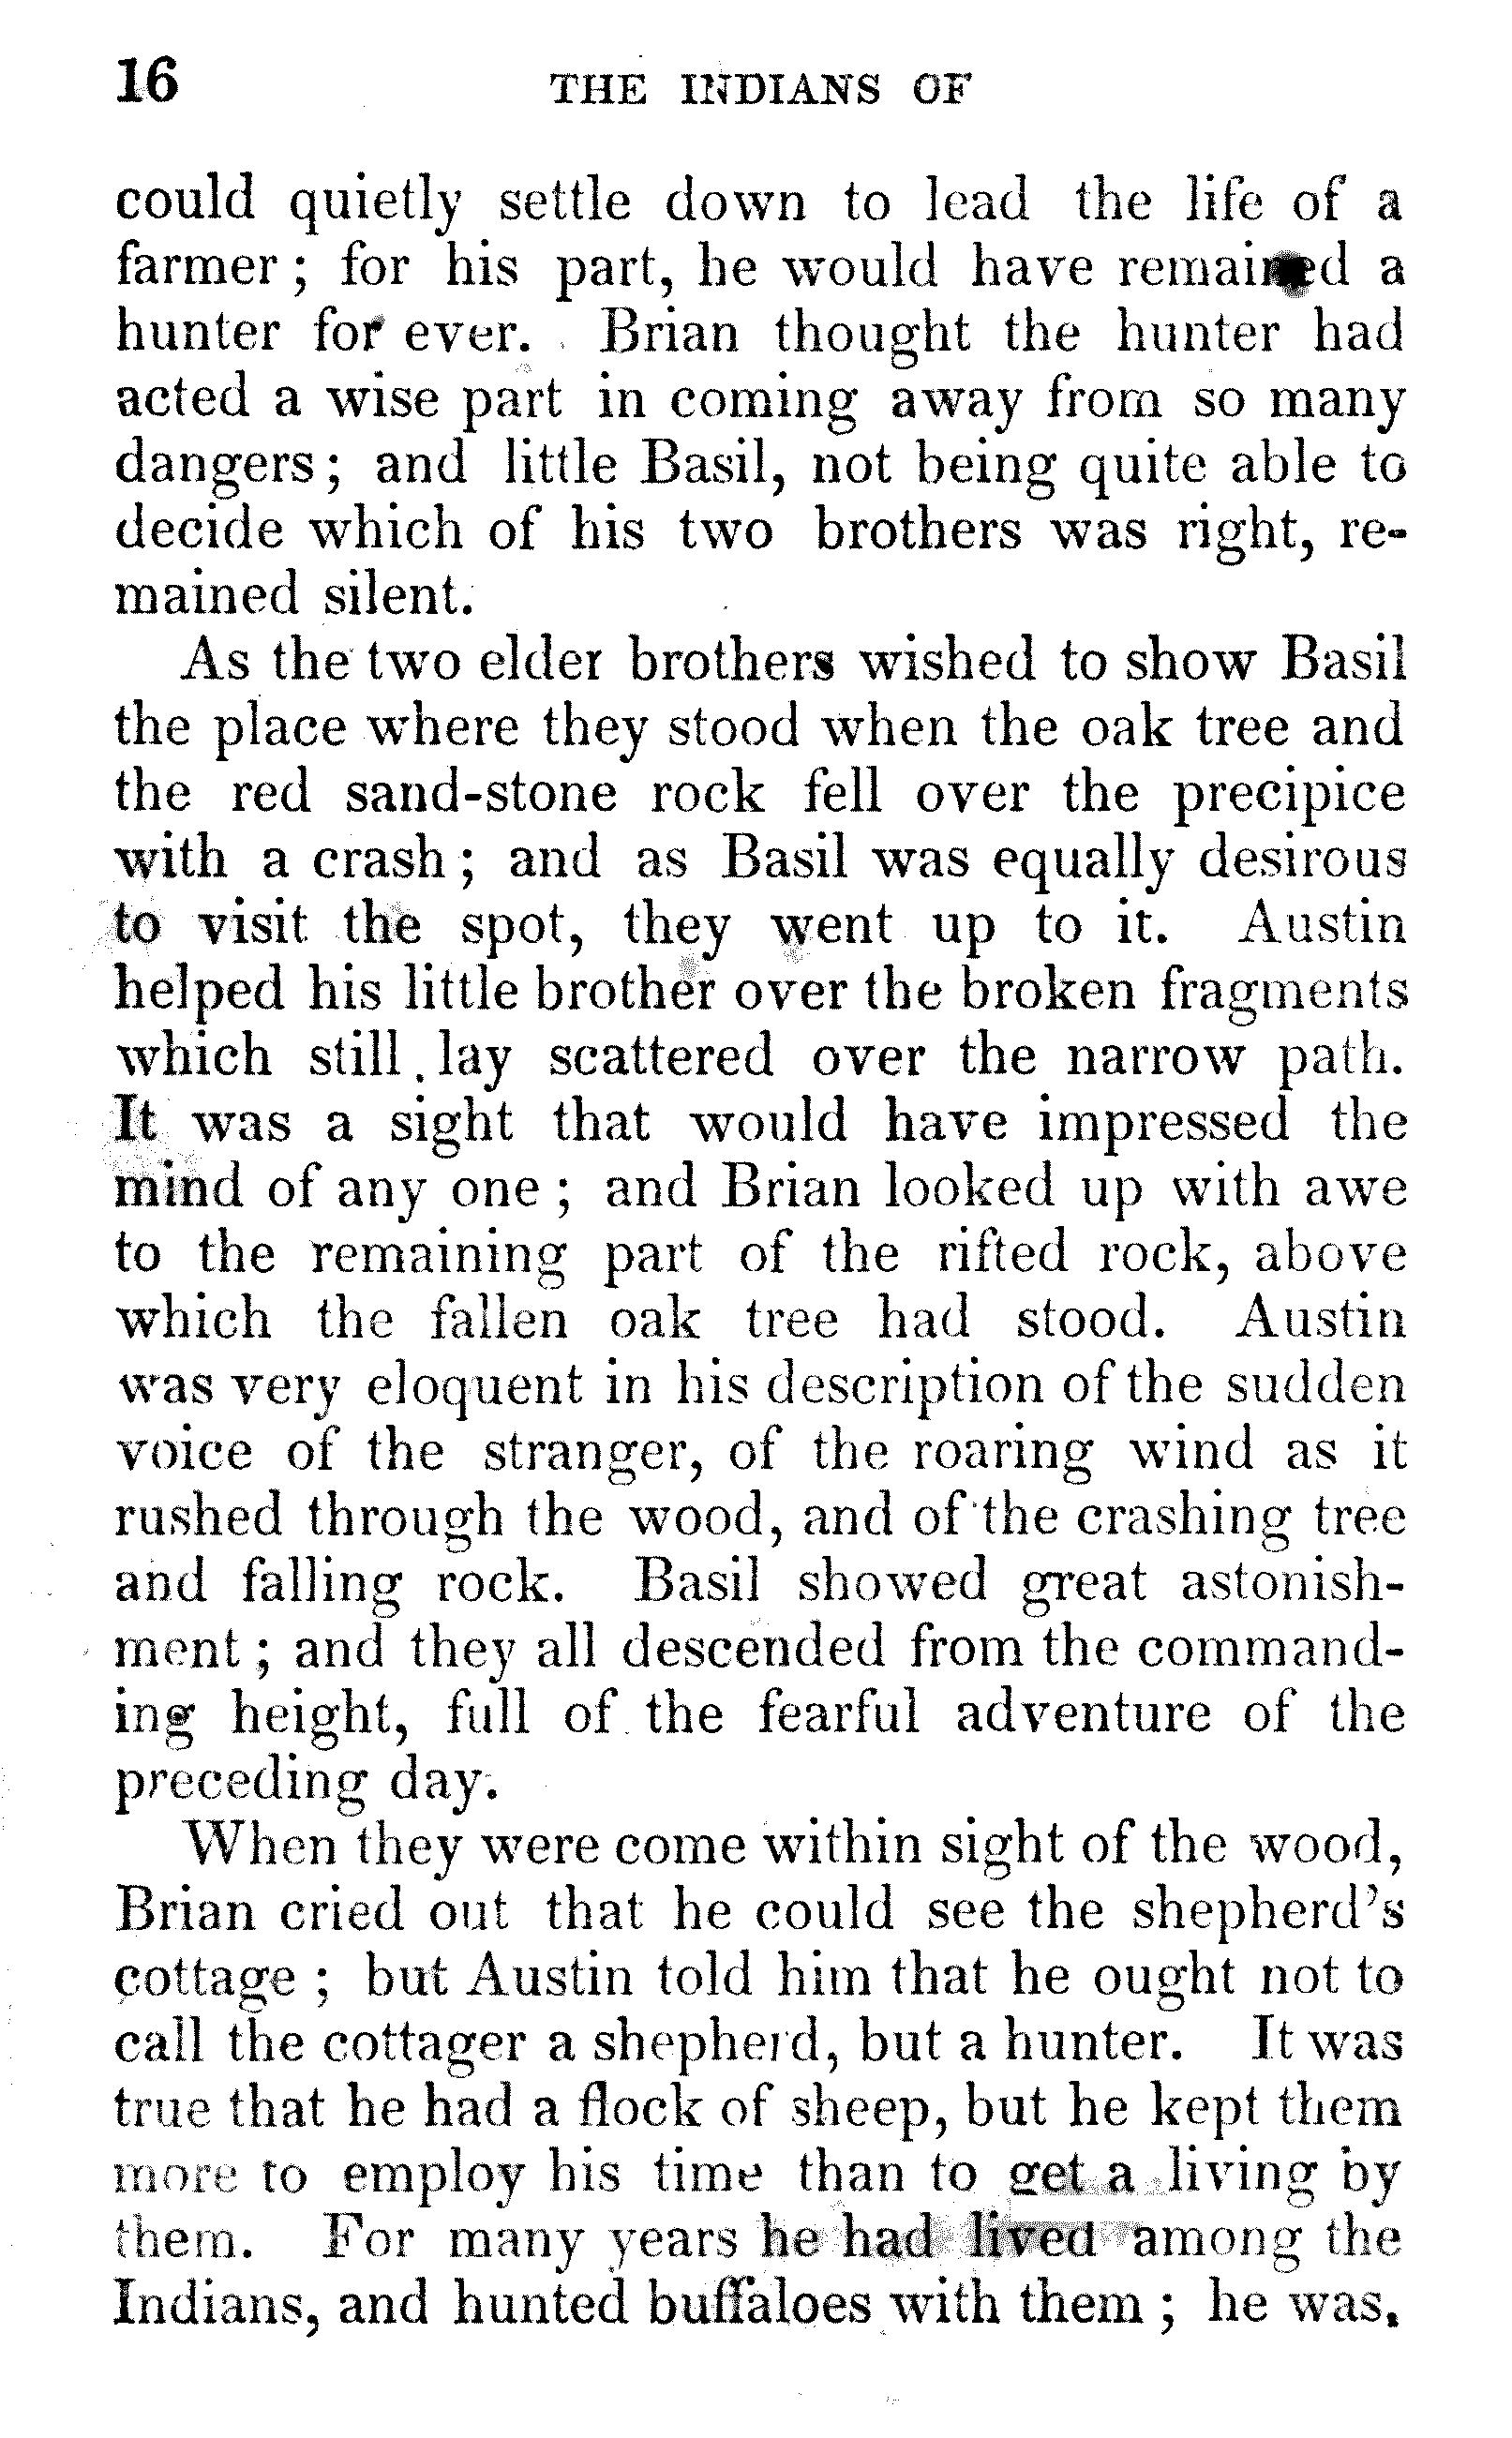 16 THE INDIANS OF
could quietly settle down to lead the life of a
farmer; for his part, he would have remained a
hunter for ever. Brian thought the hunter had
acted a wise part in coming away from so many
dangers; and little Basil, not being quite able to
decide which of his two brothers was right, re-
mained silent.
As the two elder brothers wished to show Basil
the place where they stood when the oak tree and
the red sand-stone rock fell over the precipice
with a crash; and as Basil was equally desirous
to visit the spot, they went up to it. Austin
helped his little brother over the broken fragments
which still lay scattered over the narrow path.
It was a sight that would have impressed the
mind of any one; and Brian looked up with awe
to the remaining part of the rifted rock, above
which the fallen oak tree had stood. Austin
was very eloquent in his description of the sudden
voice of the stranger, of the roaring wind as it
rushed through the wood, and of the crashing tree
and falling rock. Basil showed great astonish-
ment; and they all descended from the command-
ing height, full of the fearful adventure of the
preceding day.
When they were come within sight of the wood,
Brian cried out that he could see the shepherd's
cottage; but Austin told him that he ought not to
call the cottager a shepherd, but a hunter. It was
true that he had a flock of sheep, but he kept them
more to employ his time than to get a living by
them. For many years he had lived among the
Indians, and hunted buffaloes with them; he was,